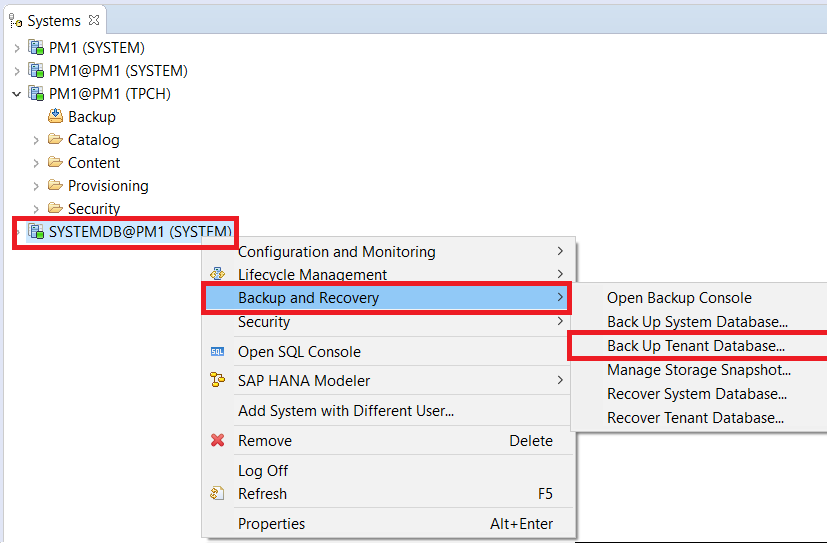 Systems
PM1 (SYSTEM)
PM1@PM1 (SYSTEM)
PM1@PM1 (TPCH)
Backup
Catalog
Content
Provisioning
Security
SYSTEMDB@PM1 (SYSTEM)
Configuration and Monitoring
Lifecycle Management
Backup and Recovery
Security
SQL Open SQL Console
SAP HANA Modeler
Add System with Different User...
Remove Delete
Log Off
Refresh F5
Properties Alt+Enter
Open Backup Console
Back Up System Database...
Back Up Tenant Database...
Manage Storage Snapshot...
Recover System Database...
Recover Tenant Database...